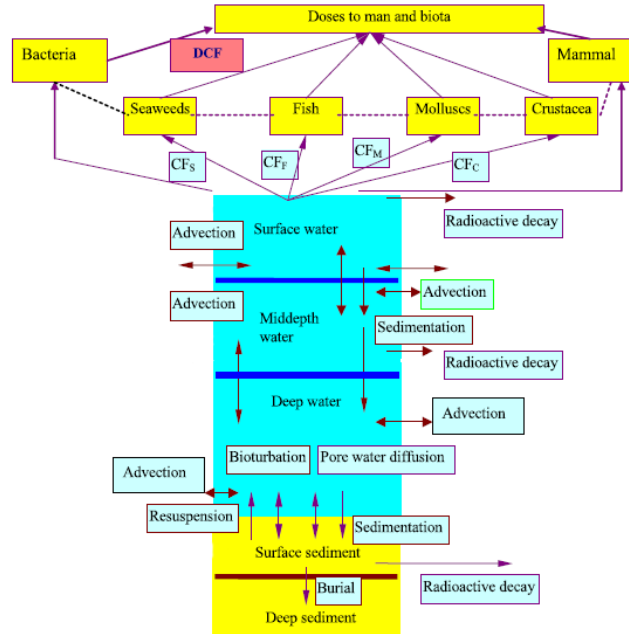 Doses to man and biota
Bacteria
DCF
Mammal
Seaweeds
Fish
Molluscs
Crustacea
CFS
CFF
CFM
CFC
Surface water
Radioactive decay
Advection
Advection
Advection
Middepth
water
Sedimentation
Radioactive decay
Deep water
Advection
Bioturbation
Pore water diffusion
Advection
Resuspension
Sedimentation
Surface sediment
Burial
Radioactive decay
Deep sediment